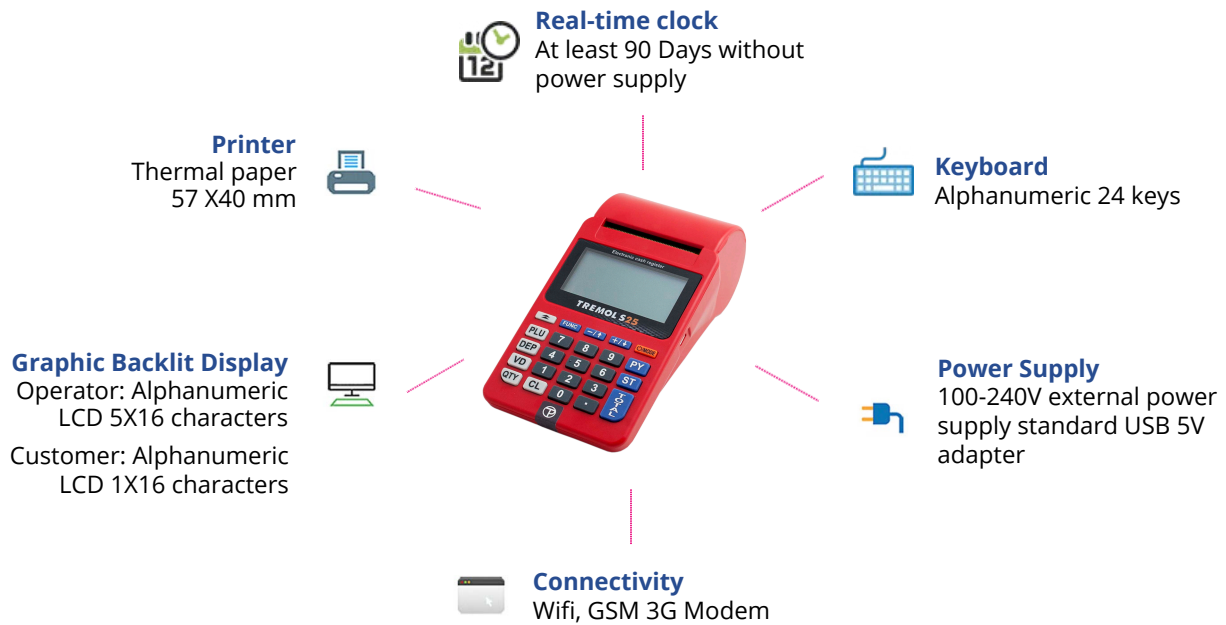 Real-time clock
At least 90 Days without
power supply
12
Printer
Thermal paper
57 X40 mm
Keyboard
Alphanumeric 24 keys
Electronic cash register
TREMOL S25
FUNC −/↑ +/↓
PLU 7 8 9 PY
DEP 4 5 6 ST
VD 1 2 3 TOTAL
QTY CL 0 .
Graphic Backlit Display
Operator: Alphanumeric
LCD 5X16 characters
Customer: Alphanumeric
LCD 1X16 characters
Power Supply
100-240V external power
supply standard USB 5V
adapter
Connectivity
Wifi, GSM 3G Modem